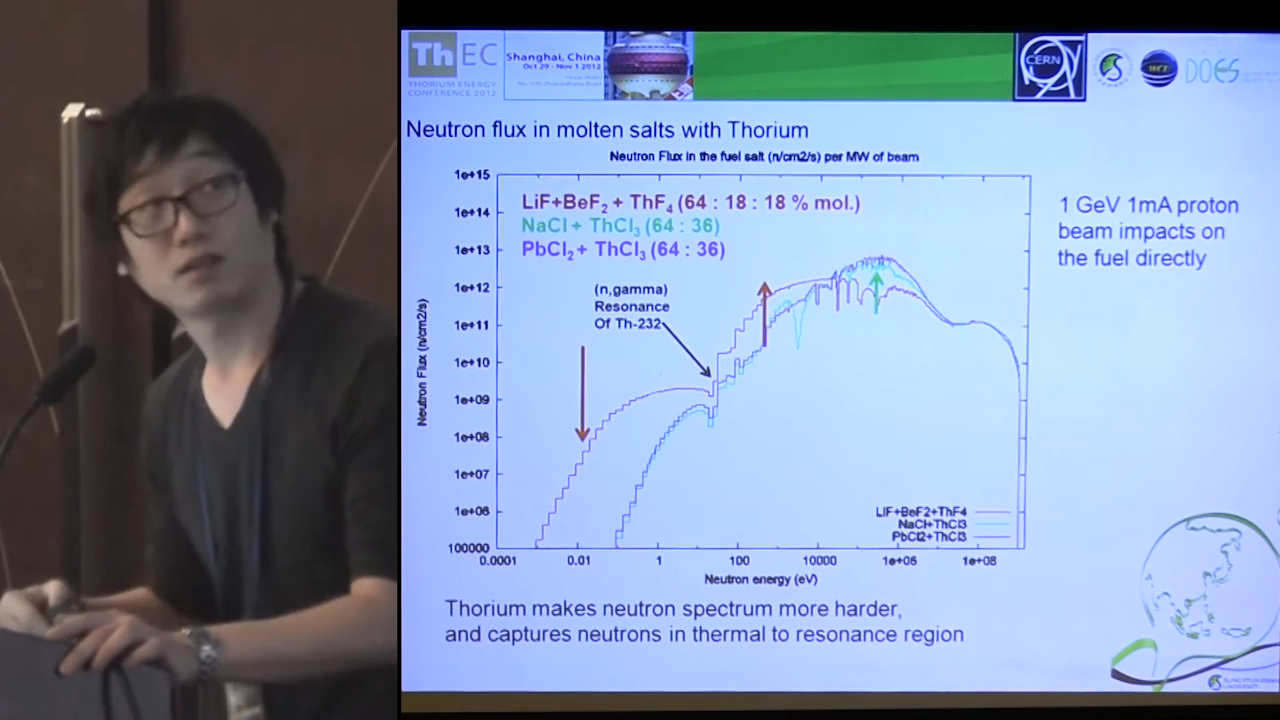 ThEC
THORIUM ENERGY
CONFERENCE 2012
Shanghai, China
Oct 29 - Nov 1 2012
CERN
DOES
Neutron flux in molten salts with Thorium
Neutron Flux in the fuel salt (n/cm2/s) per MW of beam
1e+15
1e+14
1e+13
1e+12
1e+11
1e+10
1e+09
1e+08
1e+07
1e+06
100000
Neutron Flux (n/cm2/s)
LiF+BeF2 + ThF4 (64 : 18 : 18 % mol.)
NaCl + ThCl3 (64 : 36)
PbCl2 + ThCl3 (64 : 36)
(n,gamma)
Resonance
Of Th-232
LiF+BeF2+ThF4
NaCl+ThCl3
PbCl2+ThCl3
0.0001 0.01 1 100 10000 1e+06 1e+08
Neutron energy (eV)
1 GeV 1mA proton
beam impacts on
the fuel directly
Thorium makes neutron spectrum more harder,
and captures neutrons in thermal to resonance region